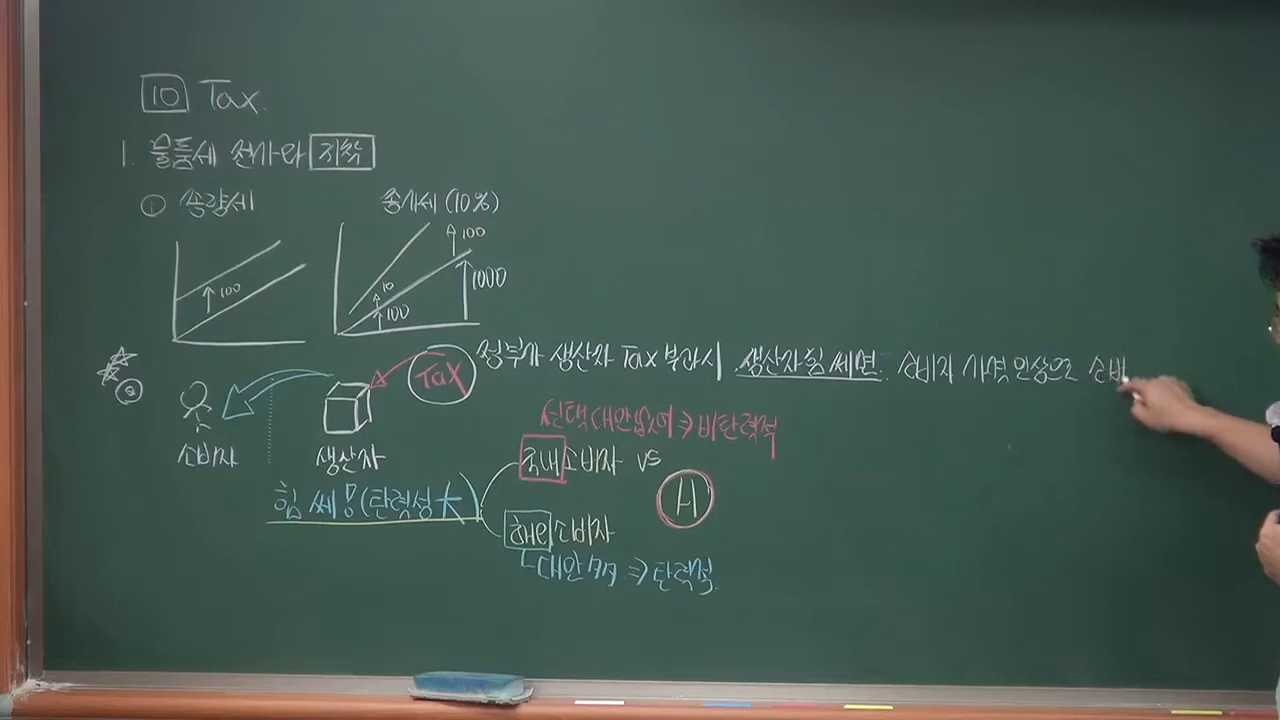 10 Tax.
1. 물품세 전가와 귀착
① 종량세
종가세 (10%)
100
100
10
100
1000
②
Tax
정부가 생산자 Tax 부과시 생산자 힘 쎄면 소비자 가격 인상으로 소비
소비자
생산자
선택 대안 없어 ⇒ 비탄력적
국내소비자 vs
H
힘 쎄!! (탄력성 大)
해외소비자
대안 多 ⇒ 탄력적.